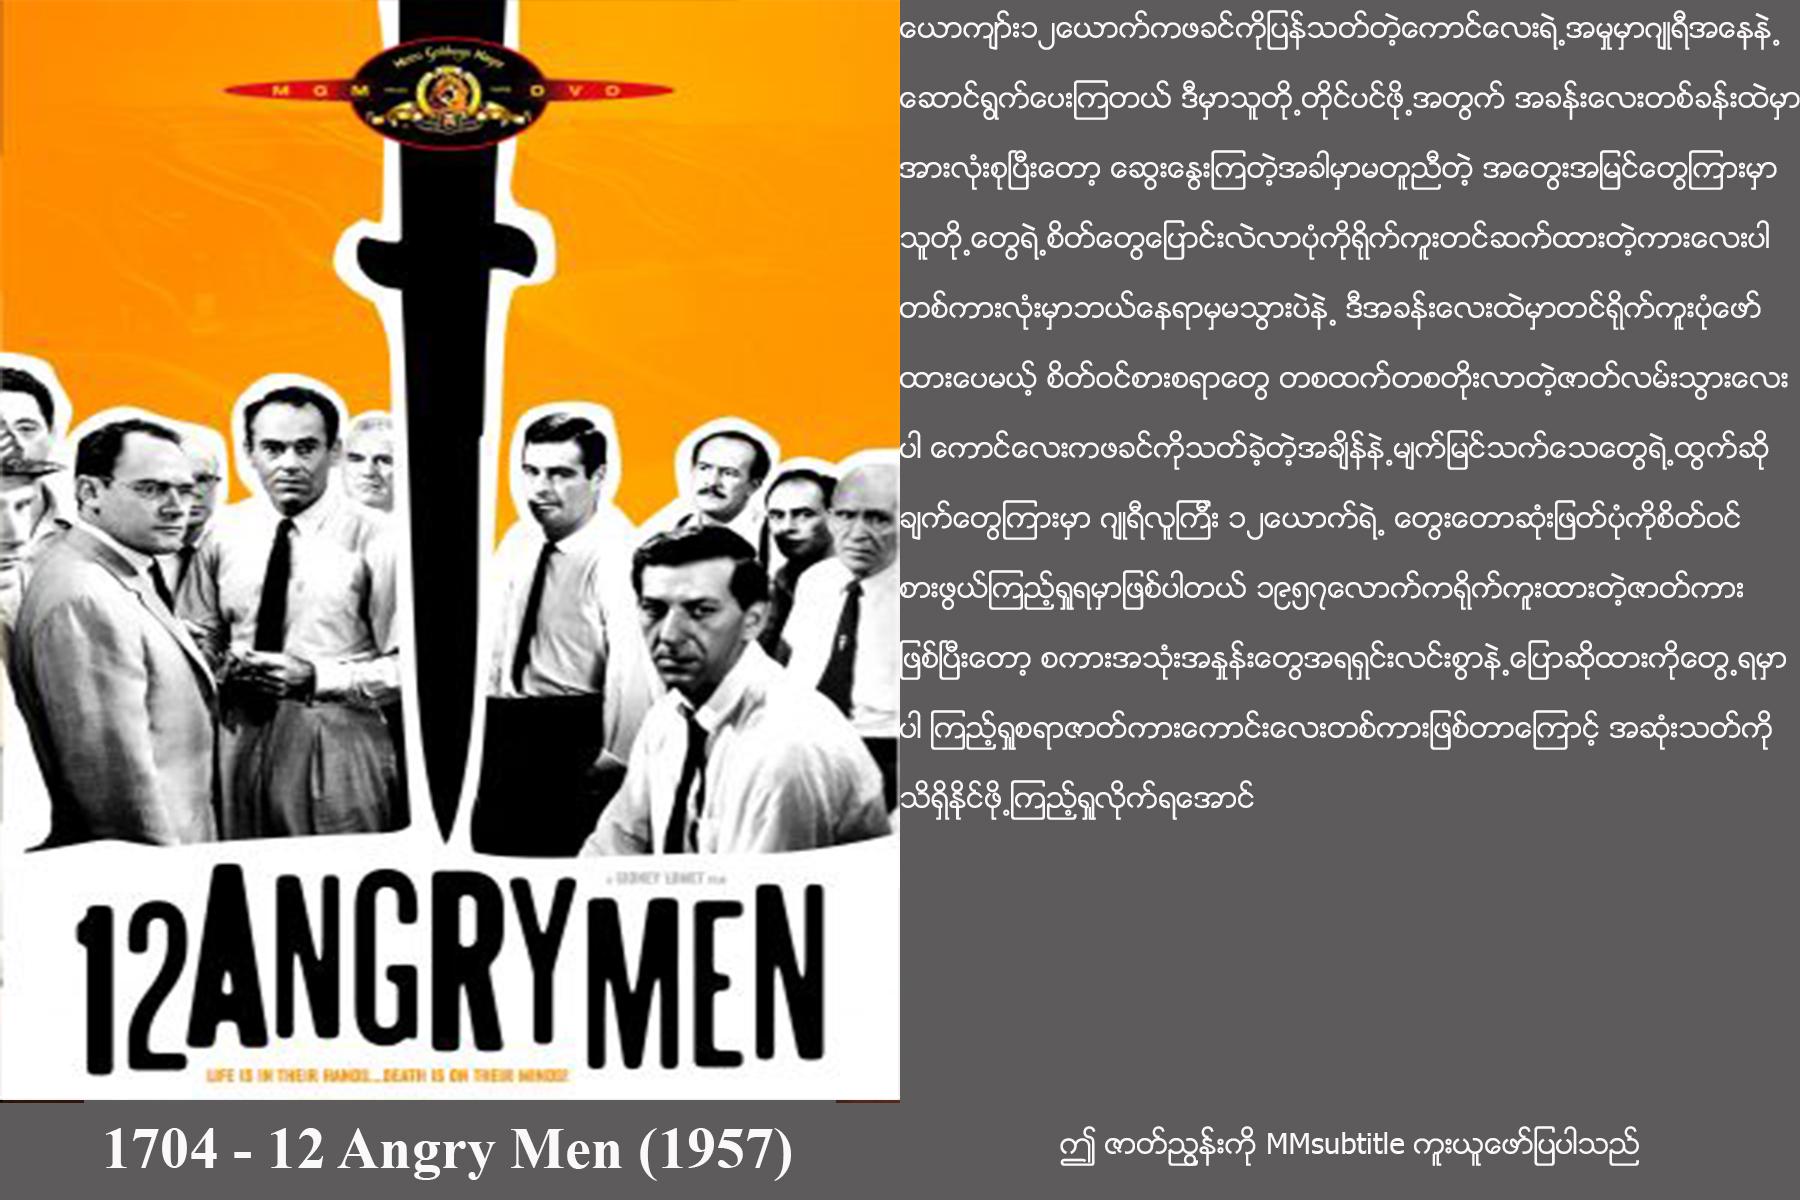 ယောကျာ်း၁၂ယောက်ကဖခင်ကိုပြန်သတ်တဲ့ကောင်လေးရဲ့အမှုမှာဂျူရီအနေနဲ့
ဆောင်ရွက်ပေးကြတယ် ဒီမှာသူတို့တိုင်ပင်ဖို့အတွက် အခန်းလေးတစ်ခန်းထဲမှာ
အားလုံးစုပြီးတော့ ဆွေးနွေးကြတဲ့အခါမှာမတူညီတဲ့ အတွေးအမြင်တွေကြားမှာ
သူတို့တွေရဲ့စိတ်တွေပြောင်းလဲလာပုံကိုရိုက်ကူးတင်ဆက်ထားတဲ့ကားလေးပါ
တစ်ကားလုံးမှာဘယ်နေရာမှမသွားပဲနဲ့ ဒီအခန်းလေးထဲမှာတင်ရိုက်ကူးပုံဖော်
ထားပေမယ့် စိတ်ဝင်စားစရာတွေ တစထက်တစတိုးလာတဲ့ဇာတ်လမ်းသွားလေး
ပါ ကောင်လေးကဖခင်ကိုသတ်ခဲ့တဲ့အချိန်နဲ့မျက်မြင်သက်သေတွေရဲ့ထွက်ဆို
ချက်တွေကြားမှာ ဂျူရီလူကြီး ၁၂ယောက်ရဲ့ တွေးတောဆုံးဖြတ်ပုံကိုစိတ်ဝင်
စားဖွယ်ကြည့်ရှုရမှာဖြစ်ပါတယ် ၁၉၅၇လောက်ကရိုက်ကူးထားတဲ့ဇာတ်ကား
ဖြစ်ပြီးတော့ စကားအသုံးအနှုန်းတွေအရရှင်းလင်းစွာနဲ့ပြောဆိုထားကိုတွေ့ရမှာ
ပါ ကြည့်ရှုစရာဇာတ်ကားကောင်းလေးတစ်ကားဖြစ်တာကြောင့် အဆုံးသတ်ကို
သိရှိနိုင်ဖို့ကြည့်ရှုလိုက်ရအောင်
Metro Goldwyn Mayer
MGM DVD
A SIDNEY LUMET FILM
12 ANGRY MEN
LIFE IS IN THEIR HANDS...DEATH IS ON THEIR MINDS!
1704 - 12 Angry Men (1957)
ဤ ဇာတ်ညွှန်းကို MMsubtitle ကူးယူဖော်ပြပါသည်